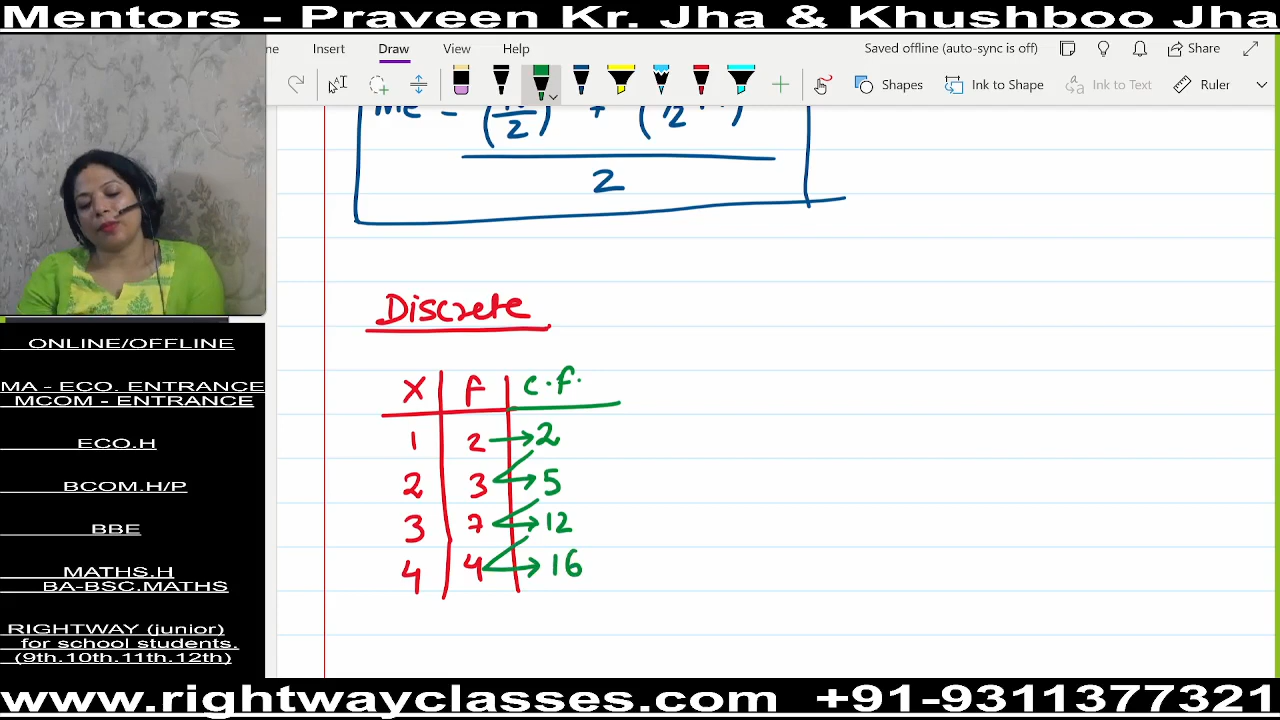 Mentors - Praveen Kr. Jha & Khushboo Jha
me Insert Draw View Help Saved offline (auto-sync is off) Share
Shapes Ink to Shape Ink to Text Ruler
2 2
2
Discrete
X F C.f.
1 2 2
2 3 5
3 7 12
4 4 16
ONLINE/OFFLINE
MA - ECO. ENTRANCE
MCOM - ENTRANCE
ECO.H
BCOM.H/P
BBE
MATHS.H
BA-BSC.MATHS
RIGHTWAY (junior)
for school students.
(9th.10th.11th.12th)
www.rightwayclasses.com +91-9311377321